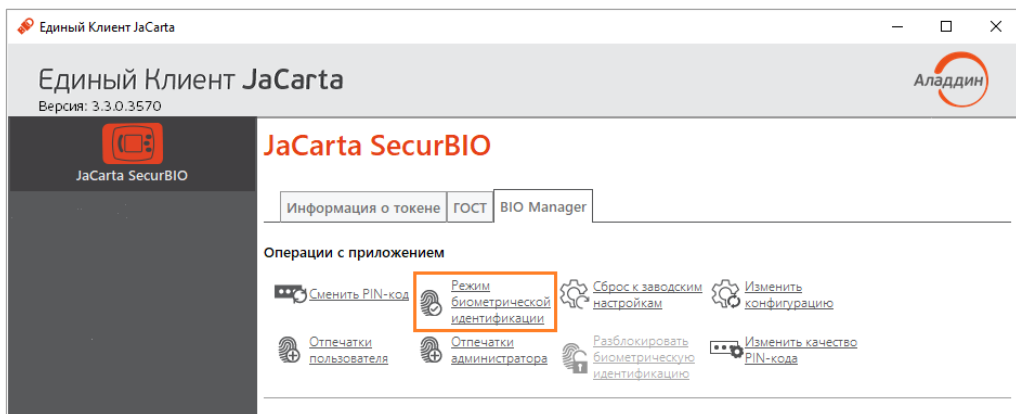 Единый Клиент JaCarta
Единый Клиент JaCarta
Версия: 3.3.0.3570
Аладдин
JaCarta SecurBIO
JaCarta SecurBIO
Информация о токене ГОСТ BIO Manager
Операции с приложением
Сменить PIN-код
Режим
биометрической
идентификации
Сброс к заводским
настройкам
Изменить
конфигурацию
Отпечатки
пользователя
Отпечатки
администратора
Разблокировать
биометрическую
идентификацию
Изменить качество
PIN-кода